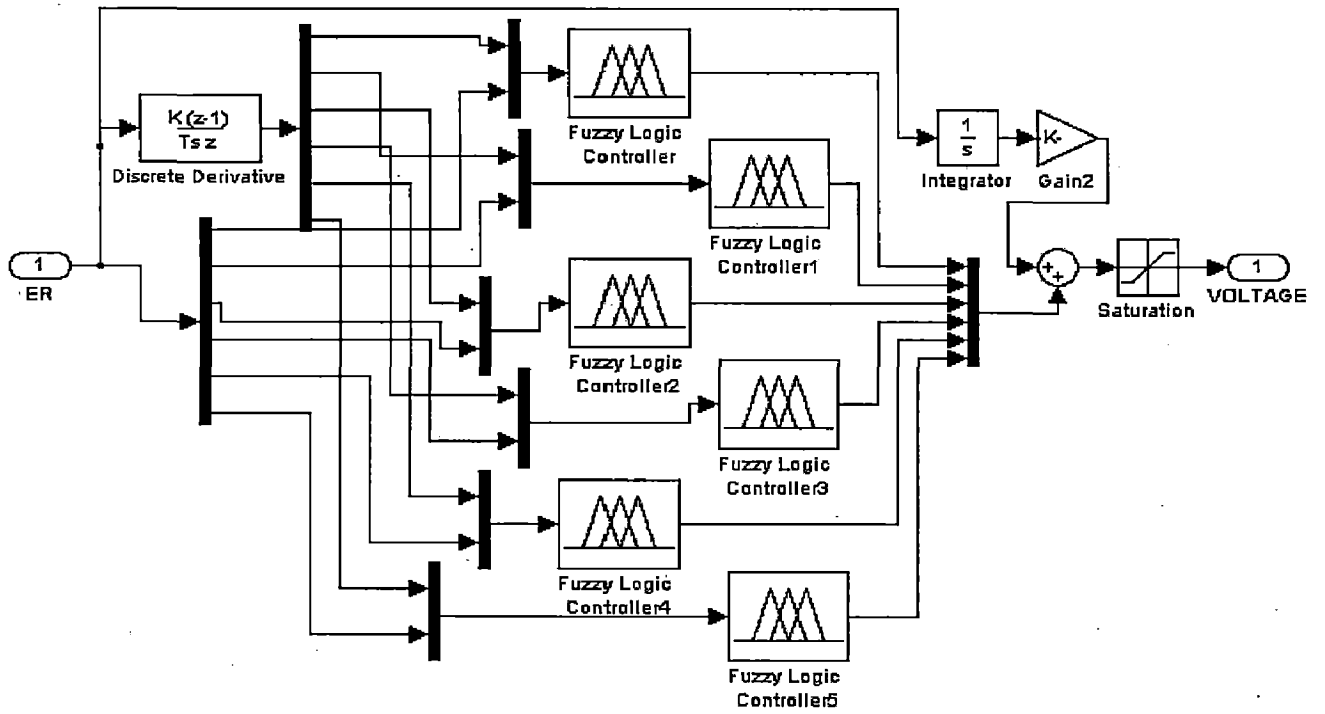 Fuzzy Logic
Controller
K(z-1)
Ts z
Discrete Derivative
1
s
Integrator
K-
Gain2
Fuzzy Logic
Controller1
1
ER
Fuzzy Logic
Controller2
+
+
Saturation
1
VOLTAGE
Fuzzy Logic
Controller3
Fuzzy Logic
Controller4
Fuzzy Logic
Controller5